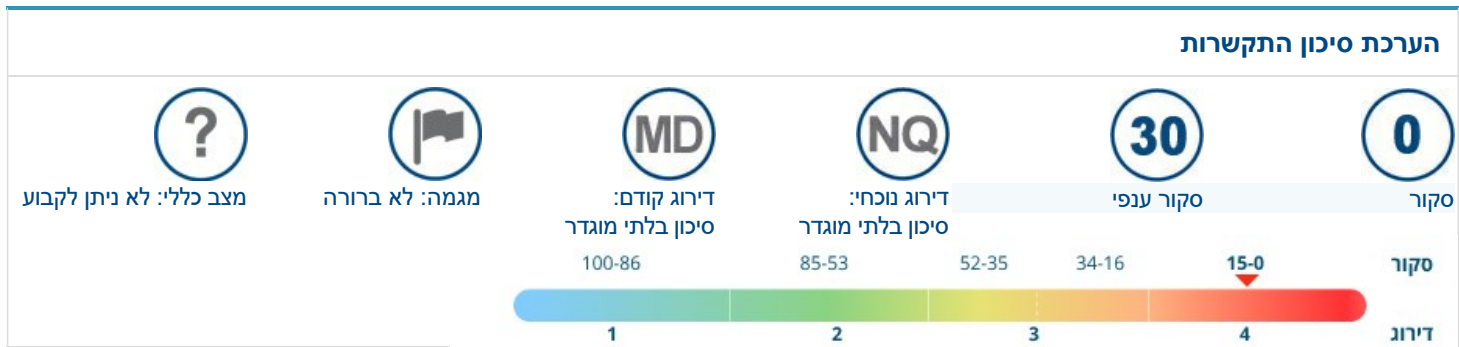 הערכת סיכון התקשרות
0
30
NQ
MD
?
סקור
סקור ענפי
דירוג נוכחי:
סיכון בלתי מוגדר
דירוג קודם:
סיכון בלתי מוגדר
מגמה: לא ברורה
מצב כללי: לא ניתן לקבוע
סקור 15-0 34-16 52-35 85-53 100-86
דירוג 4 3 2 1